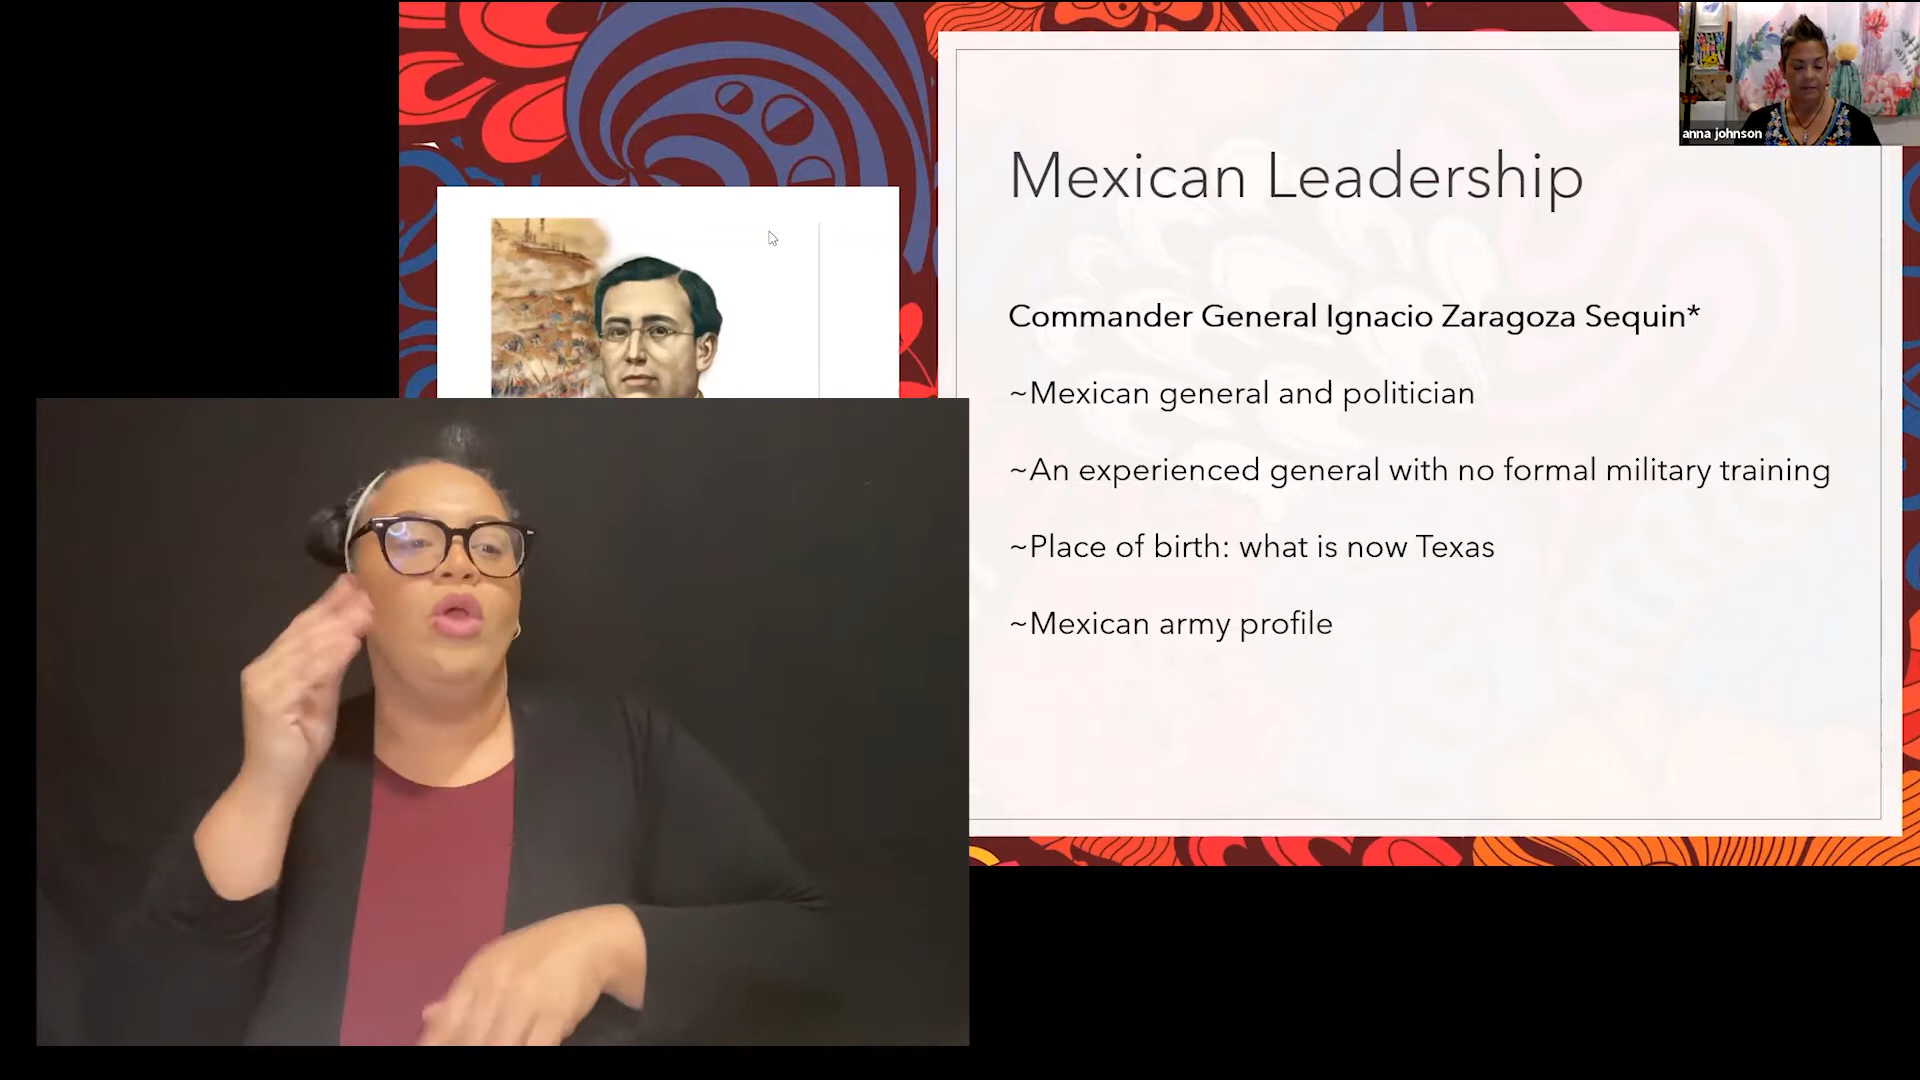 anna johnson
Mexican Leadership
Commander General Ignacio Zaragoza Sequin*
~Mexican general and politician
~An experienced general with no formal military training
~Place of birth: what is now Texas
~Mexican army profile